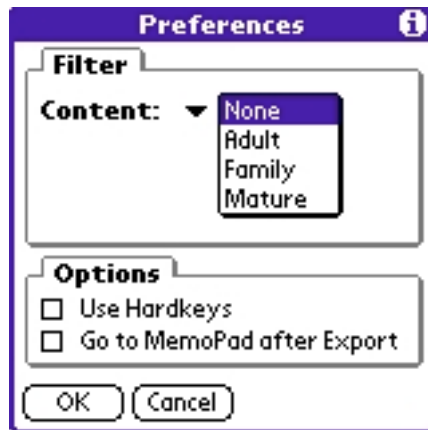 Preferences
Filter
Content: None
Adult
Family
Mature
Options
Use Hardkeys
Go to MemoPad after Export
OK Cancel